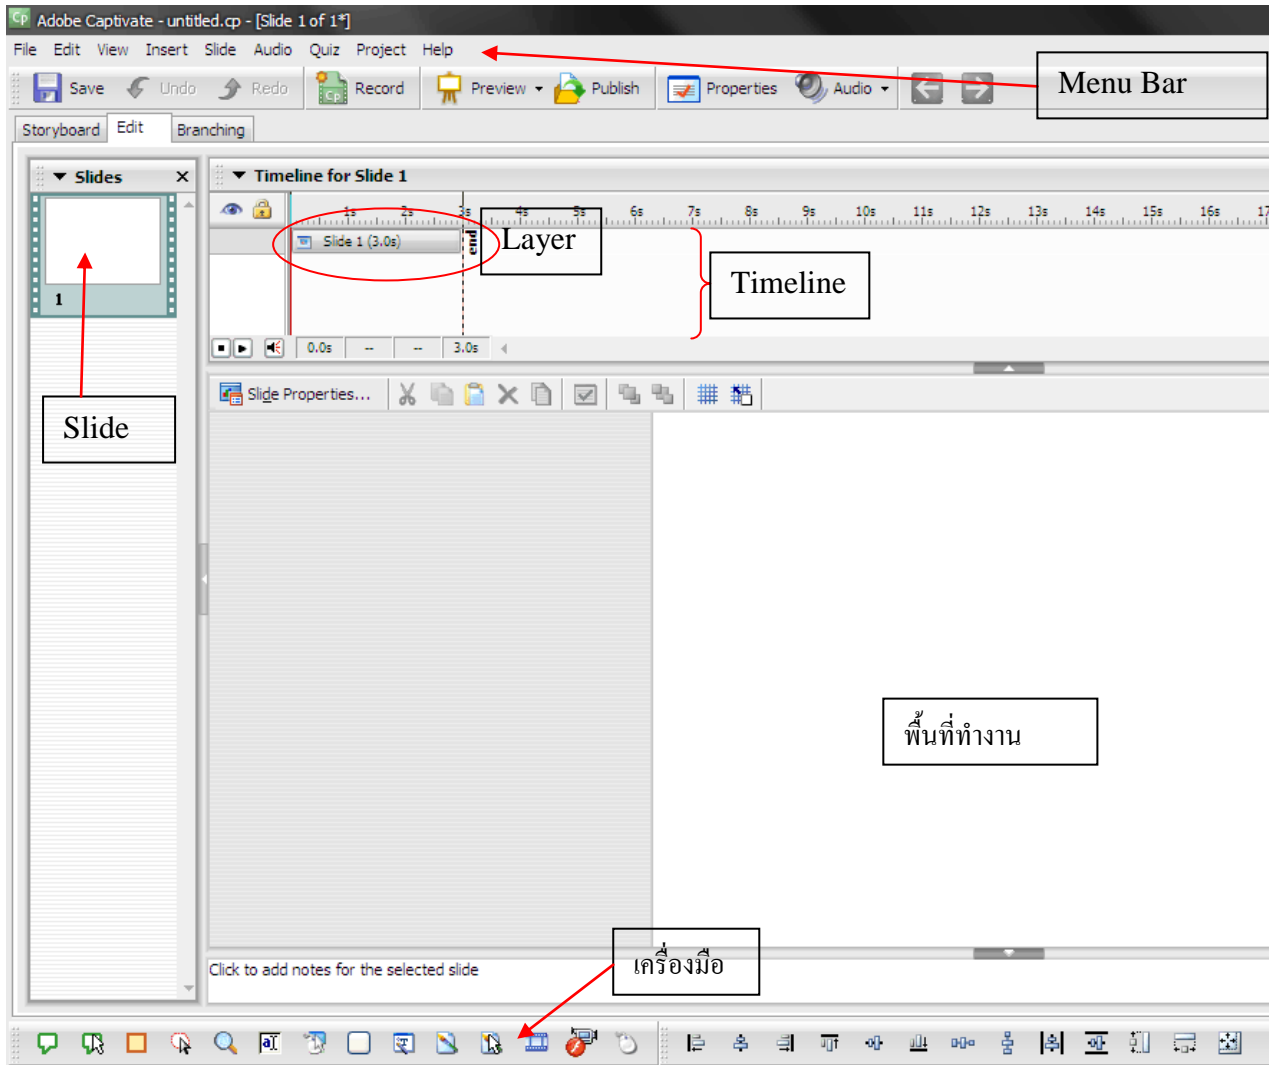 Adobe Captivate - untitled.cp - [Slide 1 of 1*]
File Edit View Insert Slide Audio Quiz Project Help
Menu Bar
Save Undo Redo Record Preview Publish Properties Audio
Storyboard Edit Branching
Slides
Timeline for Slide 1
1s 2s 3s 4s 5s 6s 7s 8s 9s 10s 11s 12s 13s 14s 15s 16s 17
Slide 1 (3.0s) end
Layer
Timeline
1
0.0s -- -- 3.0s
Slide Properties...
Slide
พื้นที่ทำงาน
เครื่องมือ
Click to add notes for the selected slide